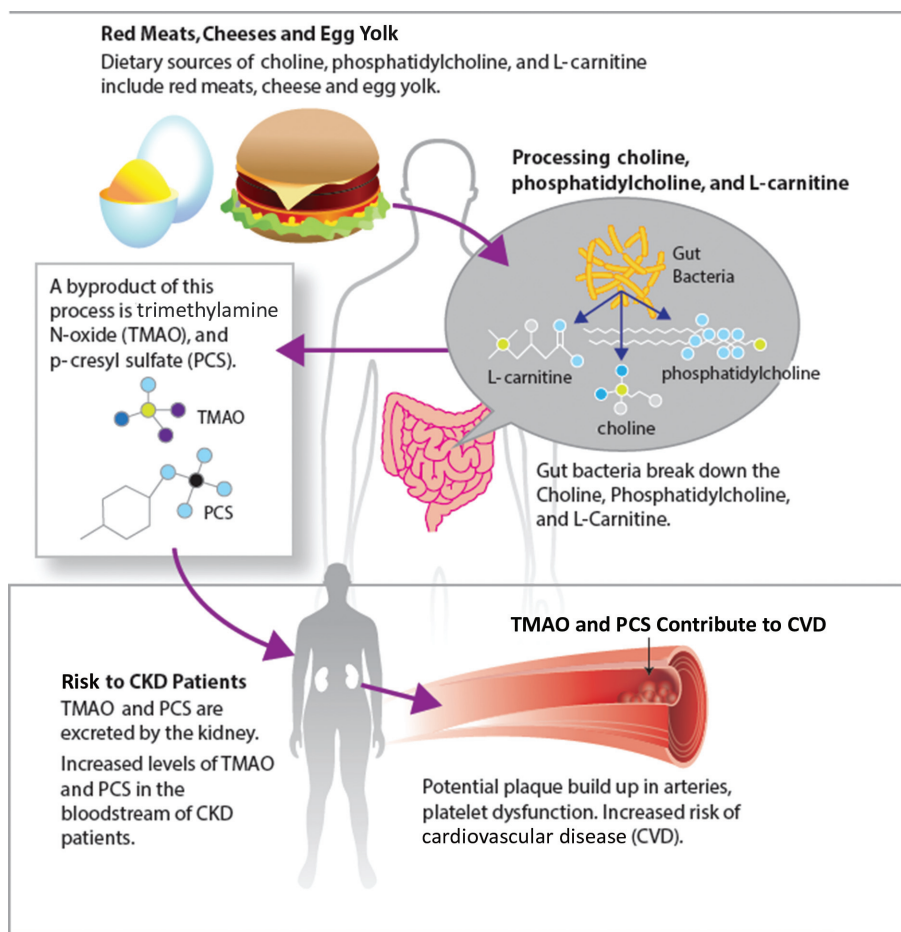 Red Meats, Cheeses and Egg Yolk
Dietary sources of choline, phosphatidylcholine, and L-carnitine
include red meats, cheese and egg yolk.
Processing choline,
phosphatidylcholine, and L-carnitine
Gut
Bacteria
L-carnitine
phosphatidylcholine
choline
Gut bacteria break down the
Choline, Phosphatidylcholine,
and L-Carnitine.
A byproduct of this
process is trimethylamine
N-oxide (TMAO), and
p-cresyl sulfate (PCS).
TMAO
PCS
Risk to CKD Patients
TMAO and PCS are
excreted by the kidney.
Increased levels of TMAO
and PCS in the
bloodstream of CKD
patients.
TMAO and PCS Contribute to CVD
Potential plaque build up in arteries,
platelet dysfunction. Increased risk of
cardiovascular disease (CVD).